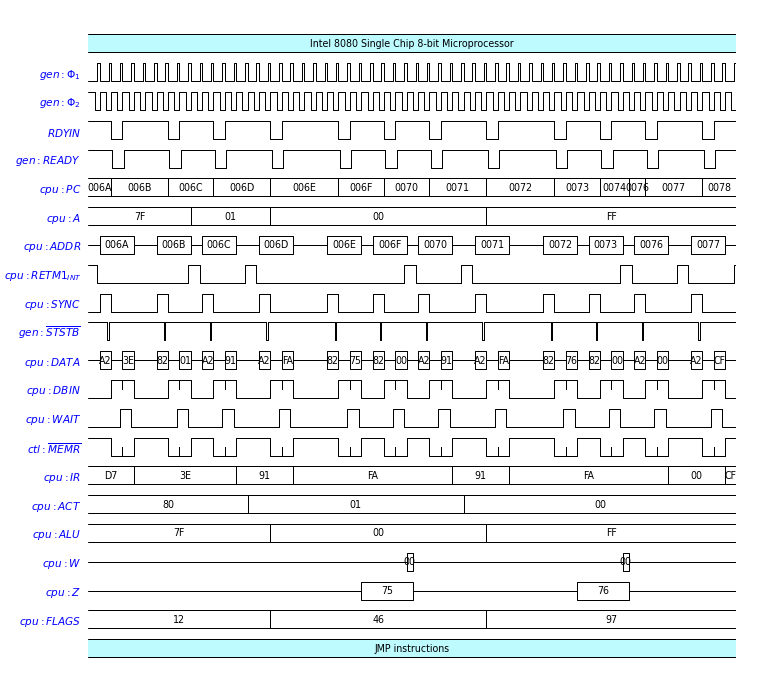 Intel 8080 Single Chip 8-bit Microprocessor
gen : Φ1
gen : Φ2
RDYIN
gen : READY
cpu : PC 006A 006B 006C 006D 006E 006F 0070 0071 0072 0073 0074 0076 0077 0078
cpu : A 7F 01 00 FF
cpu : ADDR 006A 006B 006C 006D 006E 006F 0070 0071 0072 0073 0076 0077
cpu : RETM1INT
cpu : SYNC
gen : STSTB
cpu : DATA A2 3E 82 01 A2 91 A2 FA 82 75 82 00 A2 91 A2 FA 82 76 82 00 A2 00 A2 CF
cpu : DBIN
cpu : WAIT
ctl : MEMR
cpu : IR D7 3E 91 FA 91 FA 00 CF
cpu : ACT 80 01 00
cpu : ALU 7F 00 FF
cpu : W 00 00
cpu : Z 75 76
cpu : FLAGS 12 46 97
JMP instructions